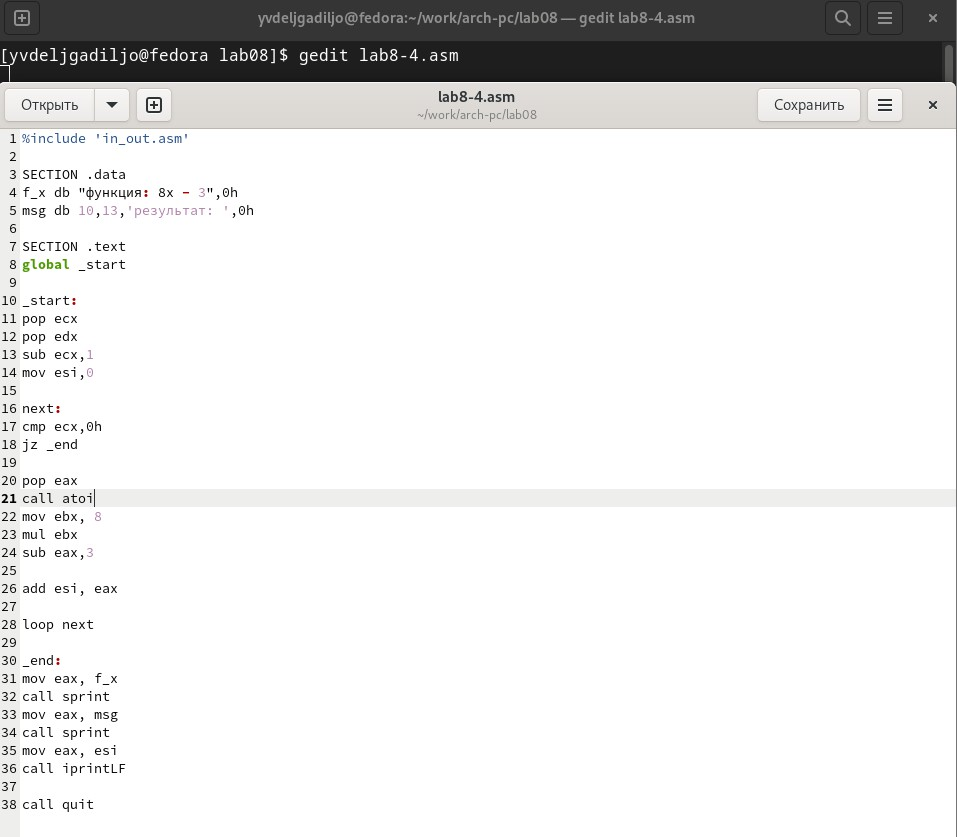 yvdeljgadiljo@fedora:~/work/arch-pc/lab08 — gedit lab8-4.asm
[yvdeljgadiljo@fedora lab08]$ gedit lab8-4.asm
Открыть
lab8-4.asm
~/work/arch-pc/lab08
Сохранить
1 %include 'in_out.asm'
2
3 SECTION .data
4 f_x db "функция: 8x - 3",0h
5 msg db 10,13,'результат: ',0h
6
7 SECTION .text
8 global _start
9
10 _start:
11 pop ecx
12 pop edx
13 sub ecx,1
14 mov esi,0
15
16 next:
17 cmp ecx,0h
18 jz _end
19
20 pop eax
21 call atoi
22 mov ebx, 8
23 mul ebx
24 sub eax,3
25
26 add esi, eax
27
28 loop next
29
30 _end:
31 mov eax, f_x
32 call sprint
33 mov eax, msg
34 call sprint
35 mov eax, esi
36 call iprintLF
37
38 call quit